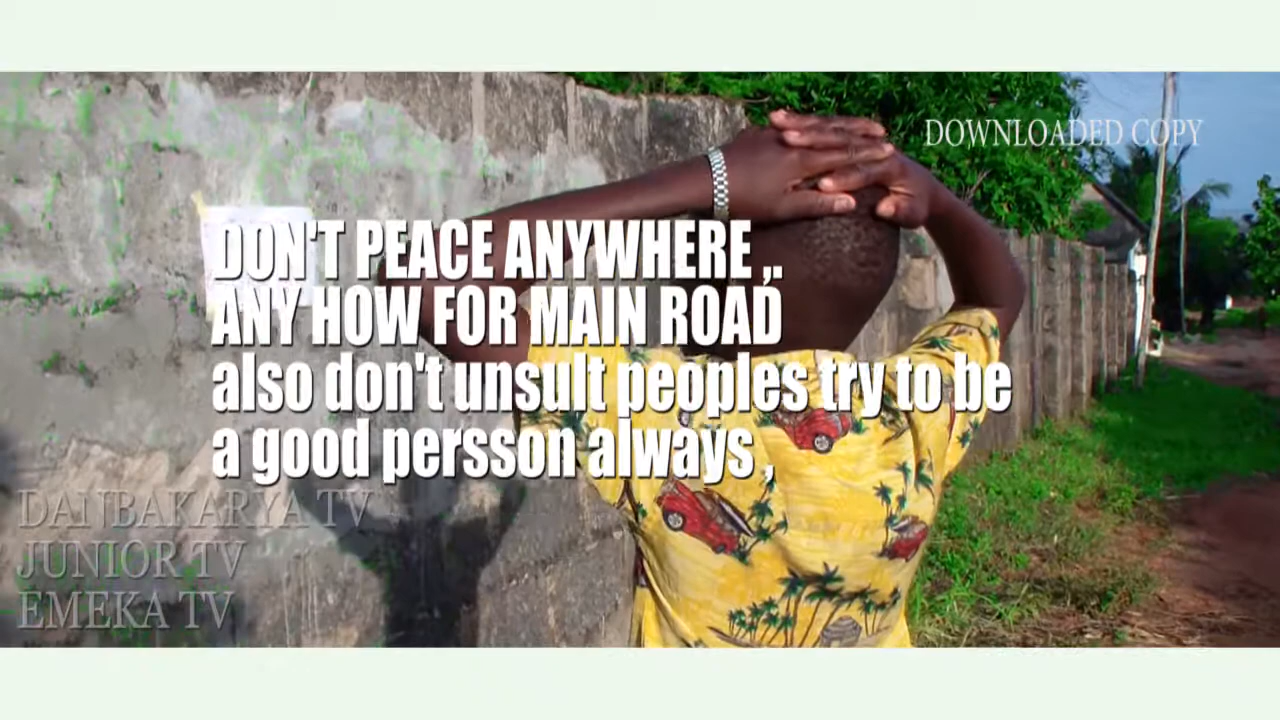 DOWNLOADED COPY
DON'T PEACE ANYWHERE ,.
ANY HOW FOR MAIN ROAD
also don't unsult peoples try to be
a good persson always ,
DANBAKARYA TV
JUNIOR TV
EMEKA TV